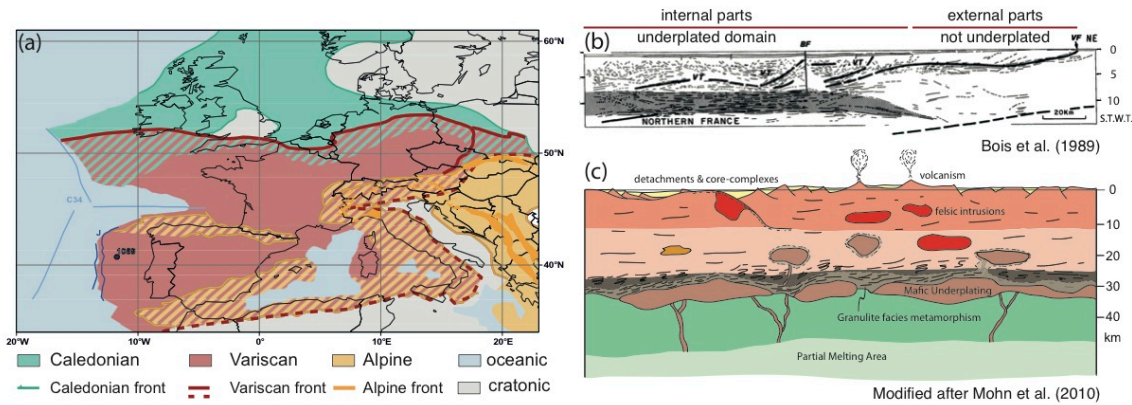 (a)
60°N
50°N
40°N
C34
J
20°W
10°W
0°
10°E
20°E
Caledonian
Variscan
Alpine
oceanic
Caledonian front
Variscan front
Alpine front
cratonic
internal parts
external parts
(b)
underplated domain
BF
not underplated
VF NE
VT
VT
VT
VT
0
5
10
S.T.W.T.
NORTHERN FRANCE
20Km
Bois et al. (1989)
(c)
detachments & core-complexes
volcanism
felsic intrusions
Mafic Underplating
Granulite facies metamorphism
Partial Melting Area
0
10
20
30
40
km
Modified after Mohn et al. (2010)